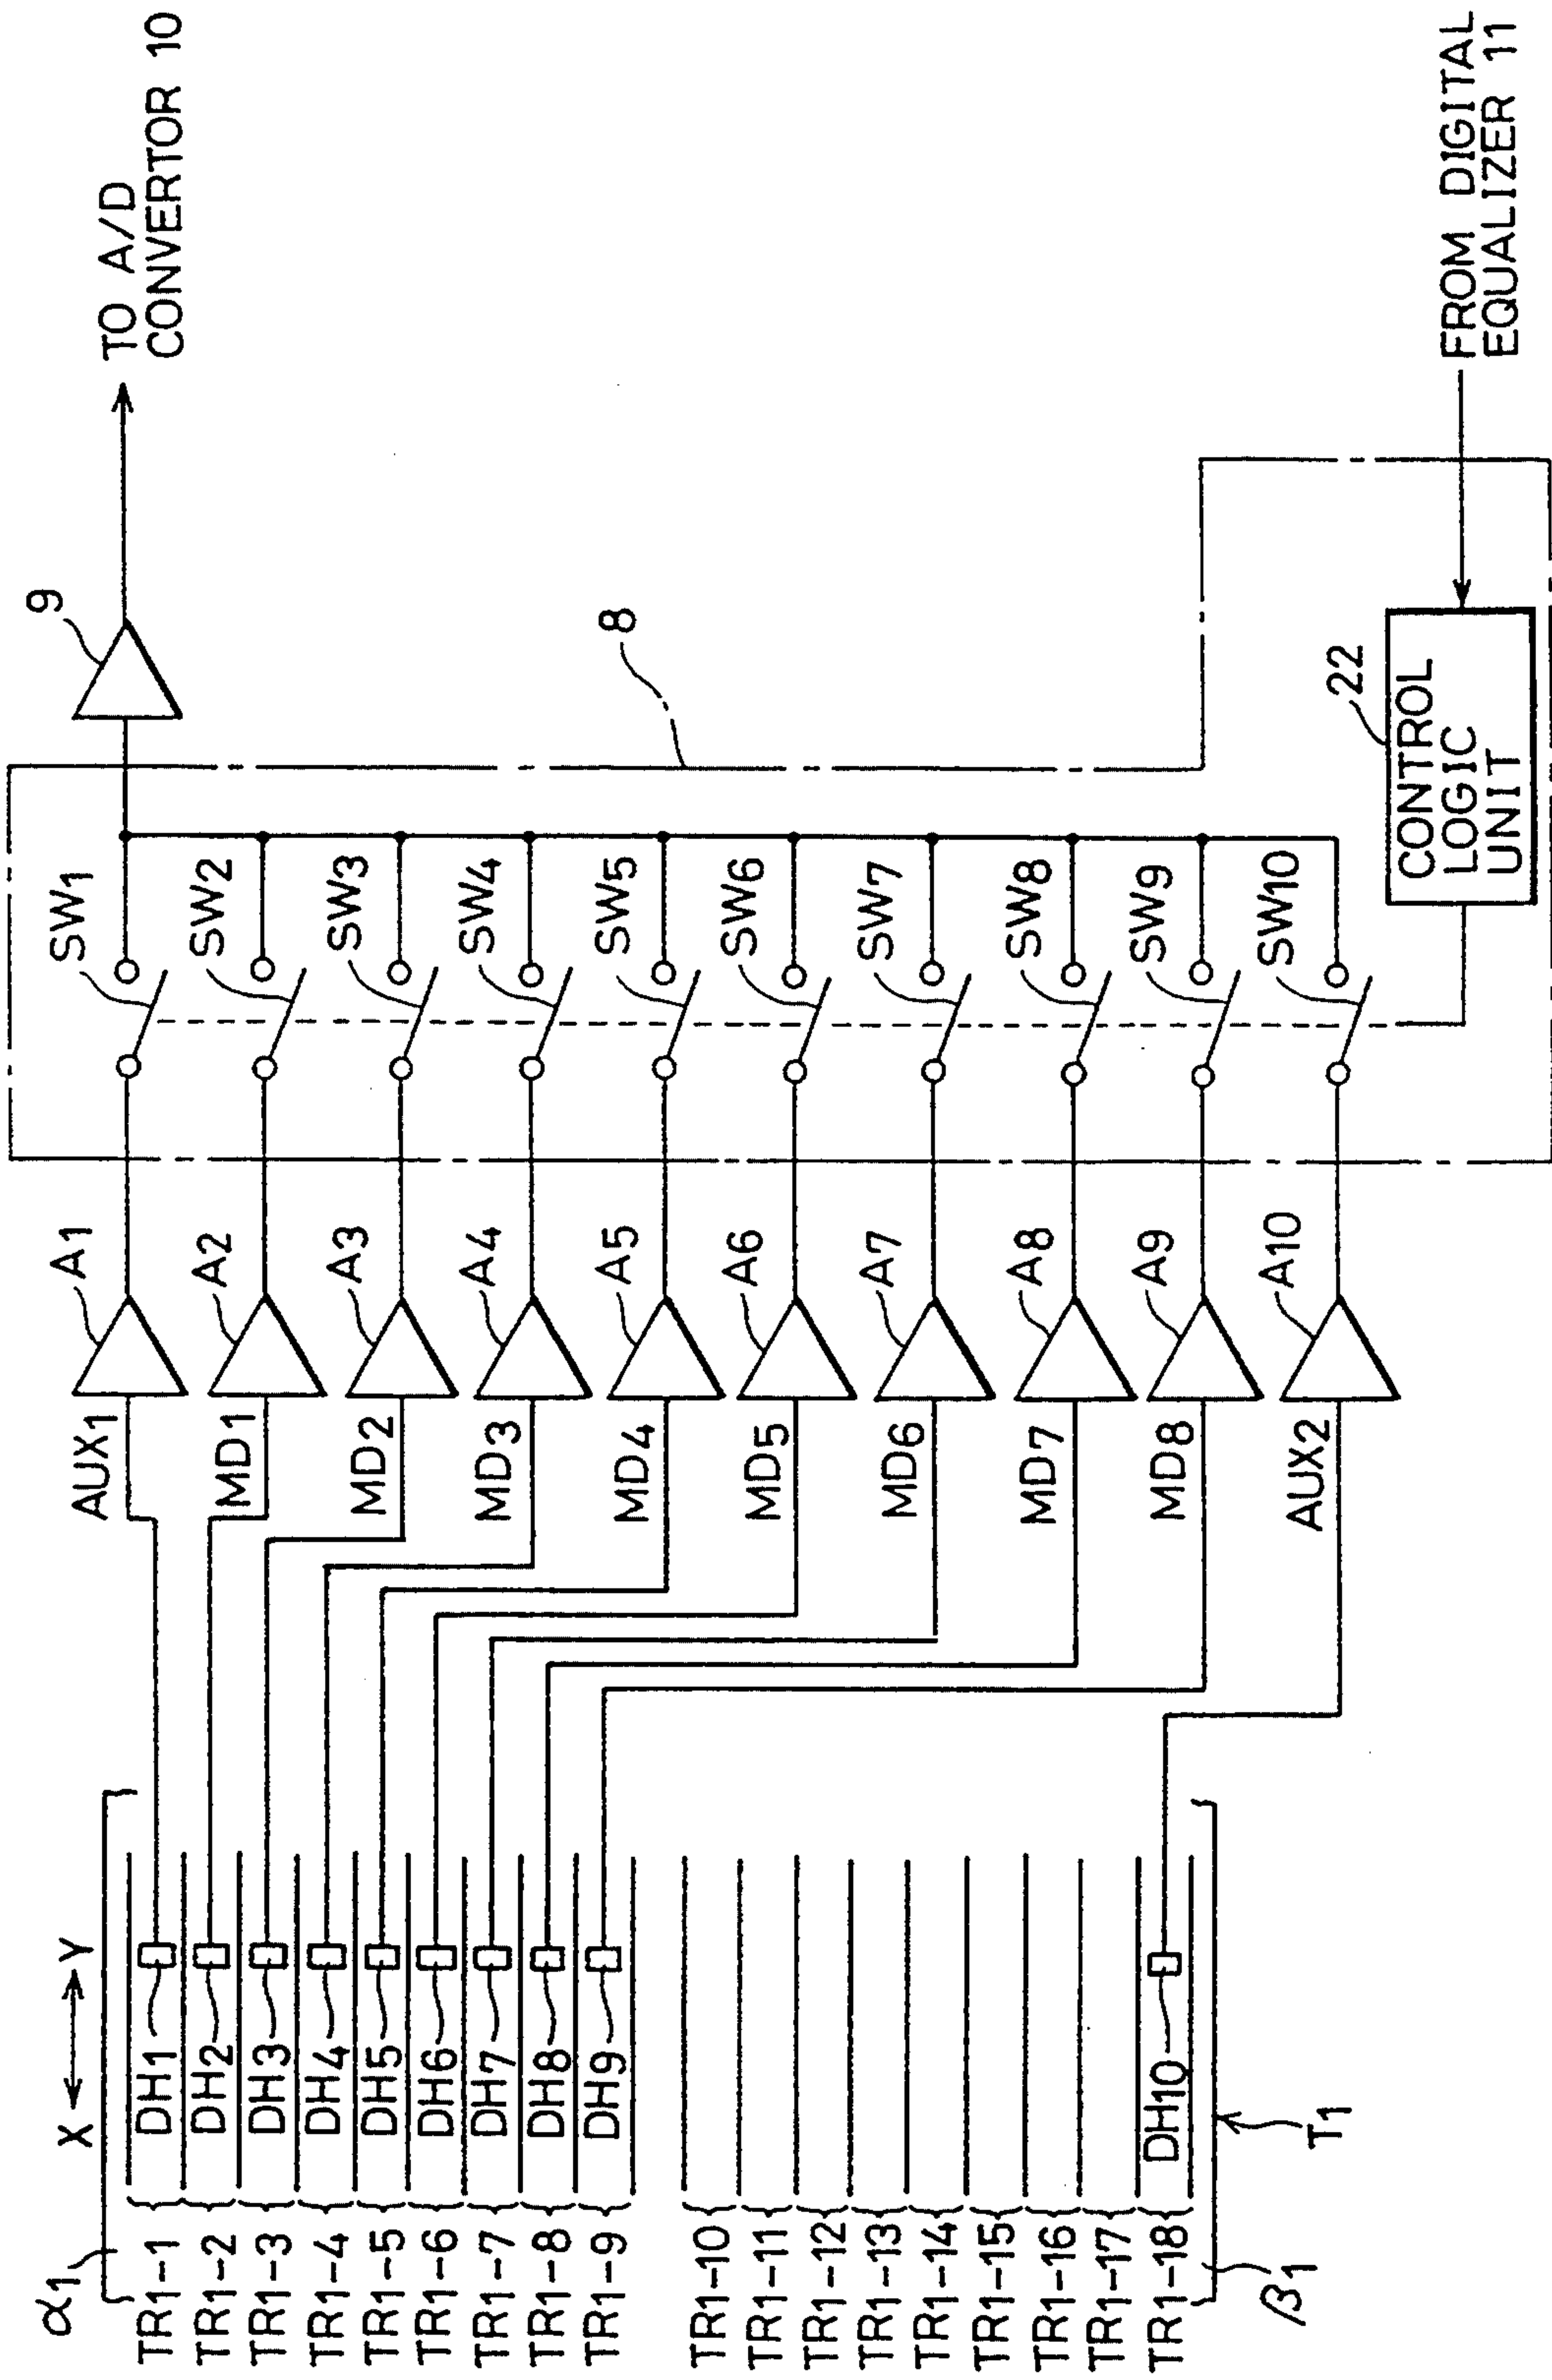 α1
X ↔ Y
TR1-1
TR1-2
TR1-3
TR1-4
TR1-5
TR1-6
TR1-7
TR1-8
TR1-9
TR1-10
TR1-11
TR1-12
TR1-13
TR1-14
TR1-15
TR1-16
TR1-17
TR1-18
β1
T1
DH1
DH2
DH3
DH4
DH5
DH6
DH7
DH8
DH9
DH10
AUX1
MD1
MD2
MD3
MD4
MD5
MD6
MD7
MD8
AUX2
A1
A2
A3
A4
A5
A6
A7
A8
A9
A10
SW1
SW2
SW3
SW4
SW5
SW6
SW7
SW8
SW9
SW10
22
CONTROL
LOGIC
UNIT
8
9
TO A/D
CONVERTOR 10
FROM DIGITAL
EQUALIZER 11